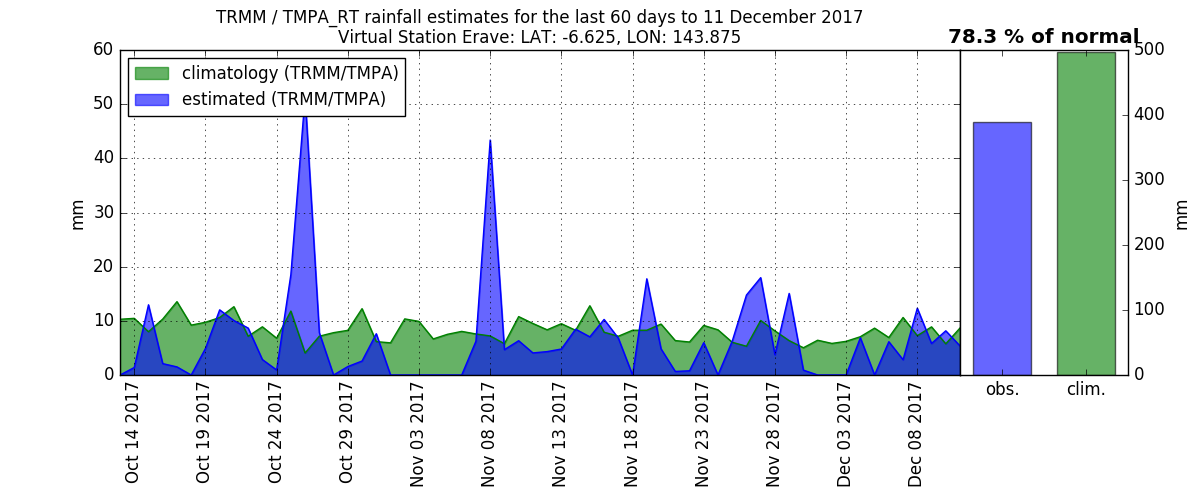 TRMM / TMPA_RT rainfall estimates for the last 60 days to 11 December 2017
Virtual Station Erave: LAT: -6.625, LON: 143.875
78.3 % of normal
climatology (TRMM/TMPA)
estimated (TRMM/TMPA)
60
50
40
30
20
10
0
mm
Oct 14 2017
Oct 19 2017
Oct 24 2017
Oct 29 2017
Nov 03 2017
Nov 08 2017
Nov 13 2017
Nov 18 2017
Nov 23 2017
Nov 28 2017
Dec 03 2017
Dec 08 2017
500
400
300
200
100
0
mm
obs.
clim.